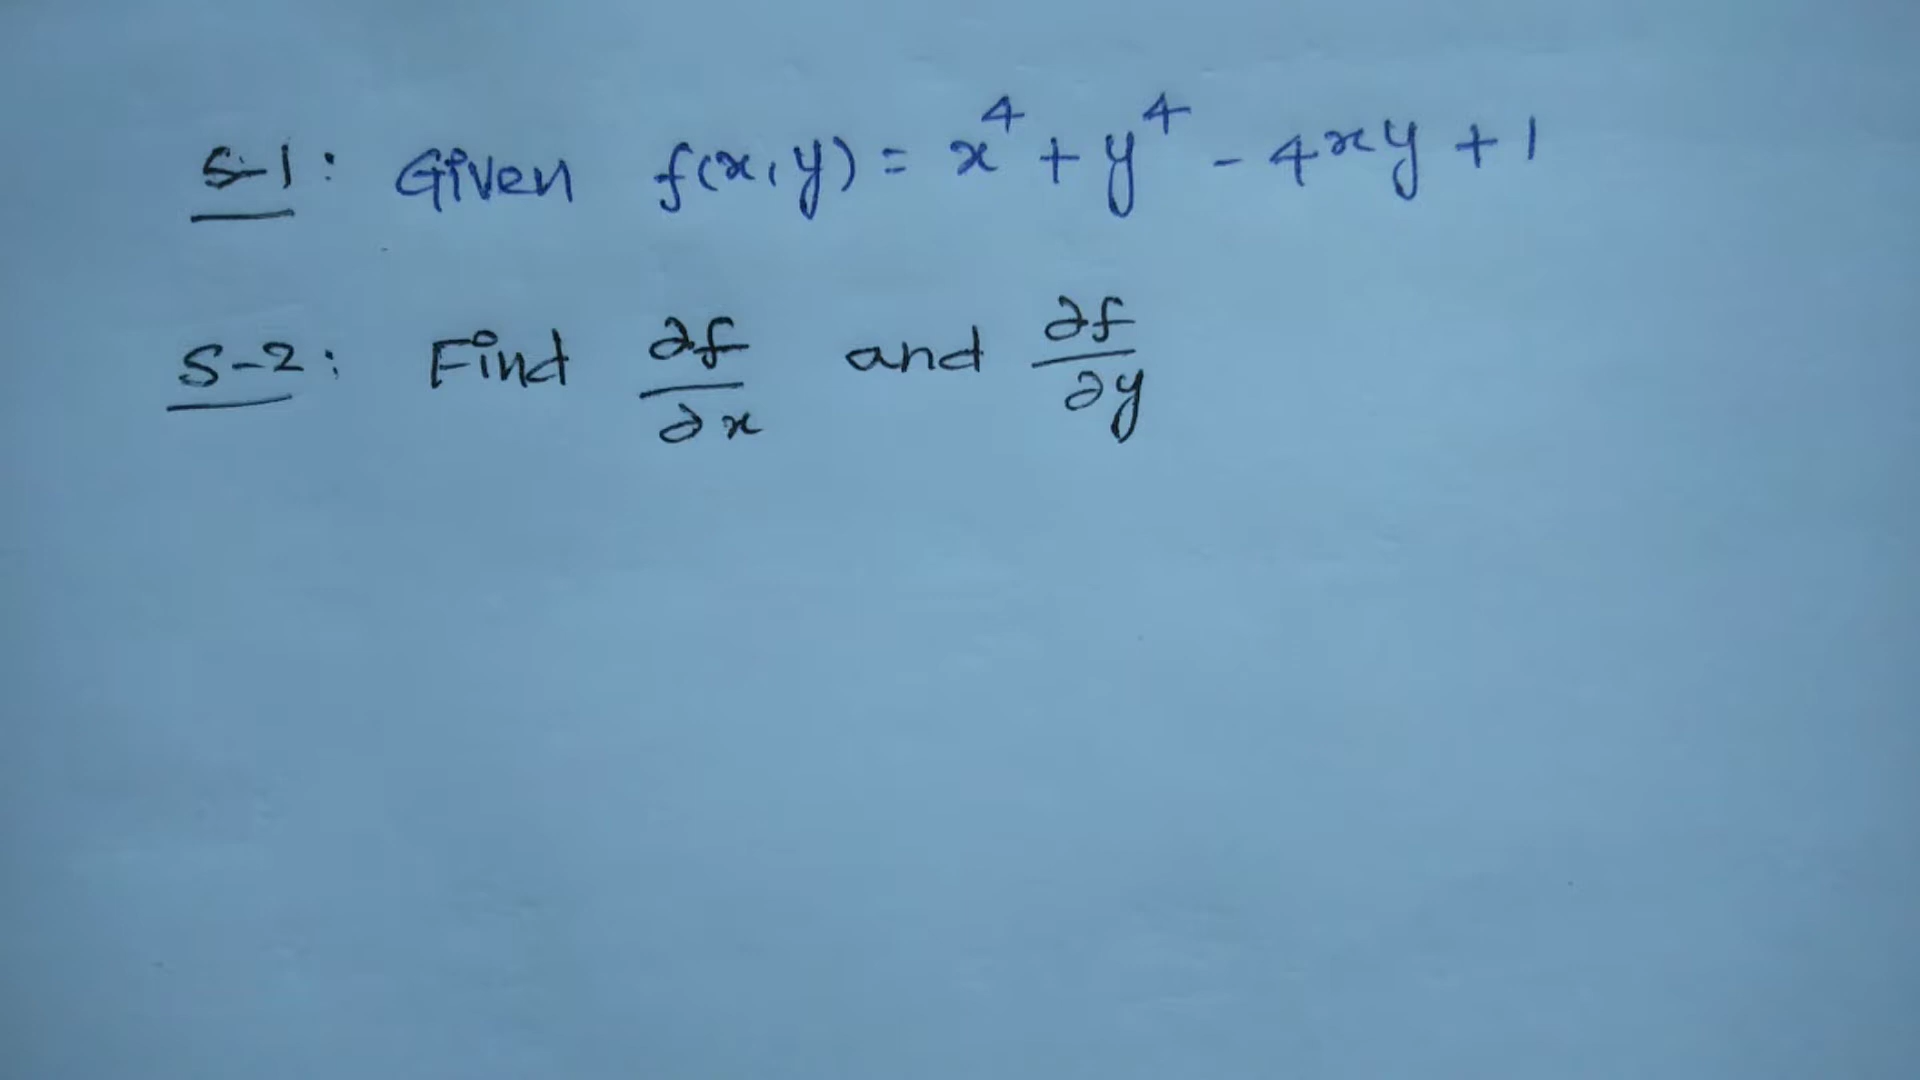 S-1: Given f(x,y) = x⁴ + y⁴ - 4xy + 1
S-2: Find ∂f/∂x and ∂f/∂y